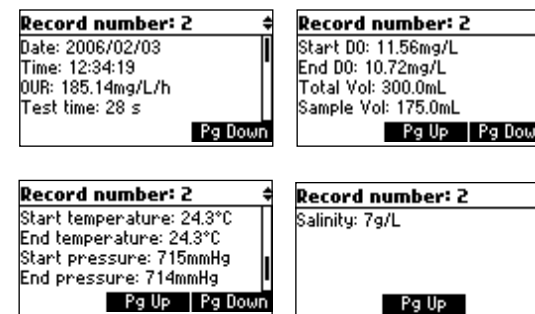 Record number: 2
Date: 2006/02/03
Time: 12:34:19
OUR: 185.14mg/L/h
Test time: 28 s
Pg Down
Record number: 2
Start DO: 11.56mg/L
End DO: 10.72mg/L
Total Vol: 300.0mL
Sample Vol: 175.0mL
Pg Up Pg Dow
Record number: 2
Start temperature: 24.3°C
End temperature: 24.3°C
Start pressure: 715mmHg
End pressure: 714mmHg
Pg Up Pg Down
Record number: 2
Salinity: 7g/L
Pg Up